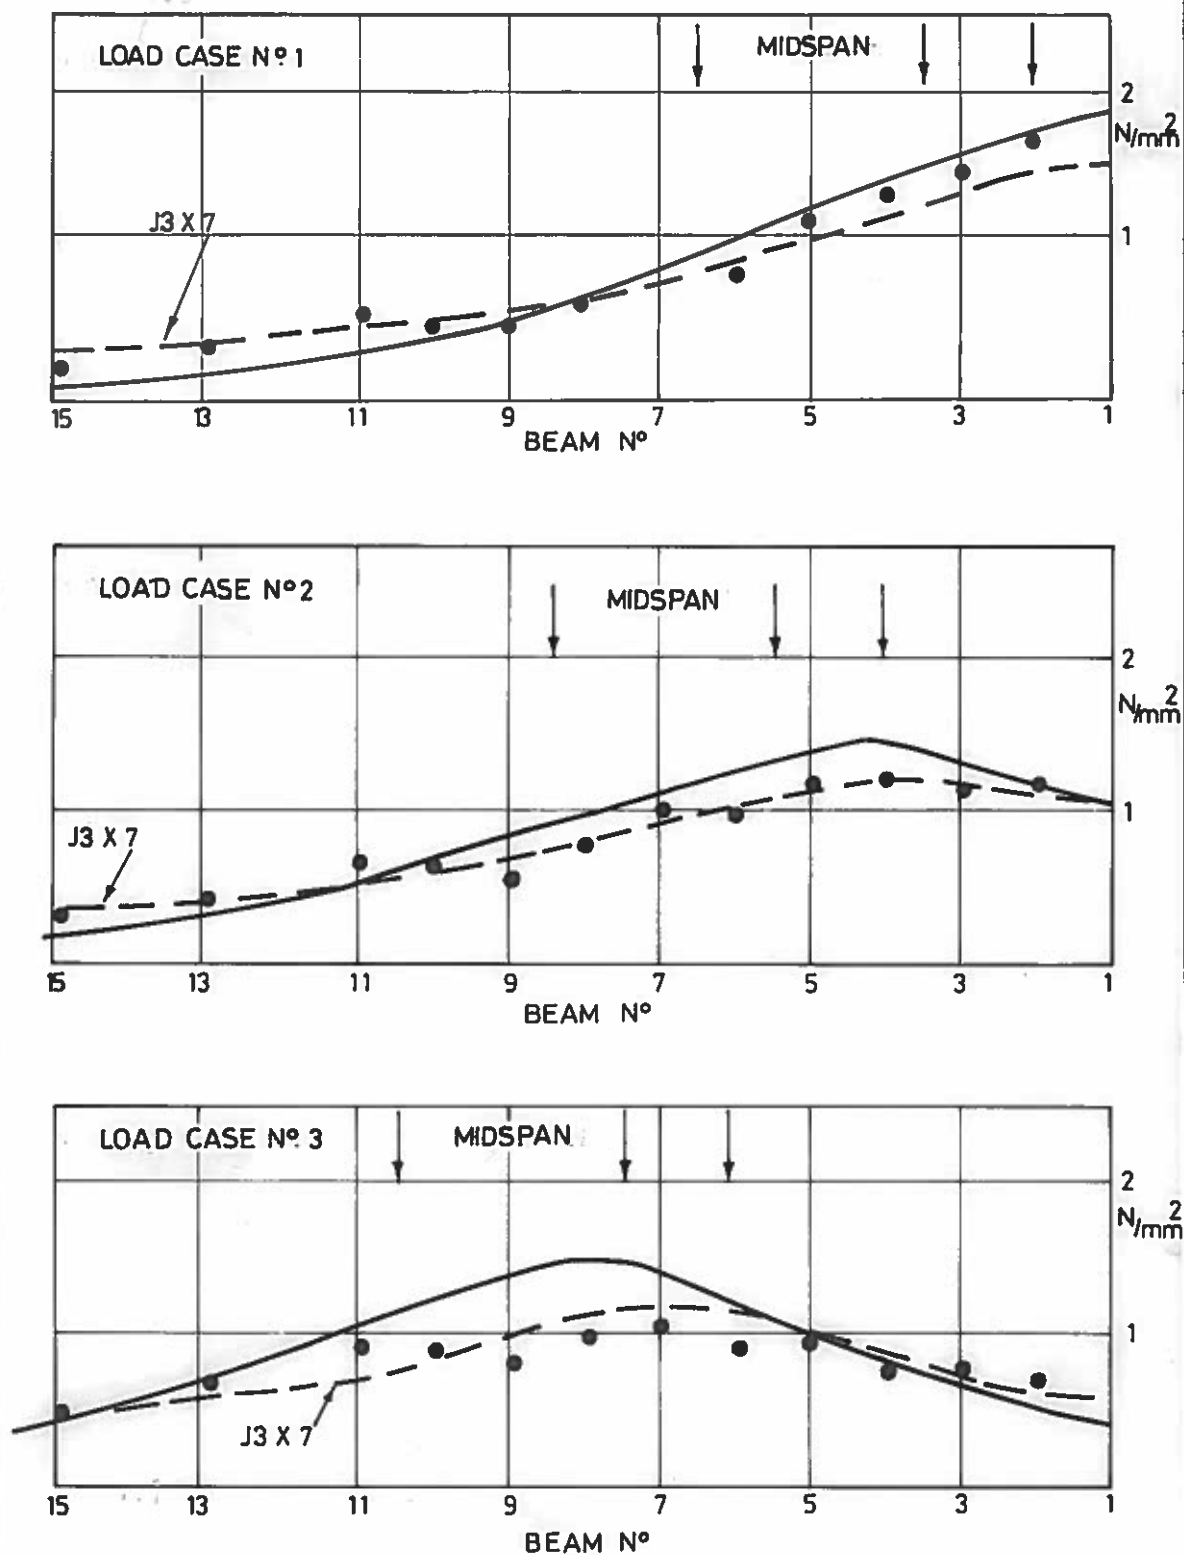 LOAD CASE Nº 1
MIDSPAN
2
N/mm²
J3 X 7
1
15 13 11 9 7 5 3 1
BEAM Nº
LOAD CASE Nº 2
MIDSPAN
2
N/mm²
J3 X 7
1
15 13 11 9 7 5 3 1
BEAM Nº
LOAD CASE Nº 3
MIDSPAN
2
N/mm²
1
J3 X 7
15 13 11 9 7 5 3 1
BEAM Nº